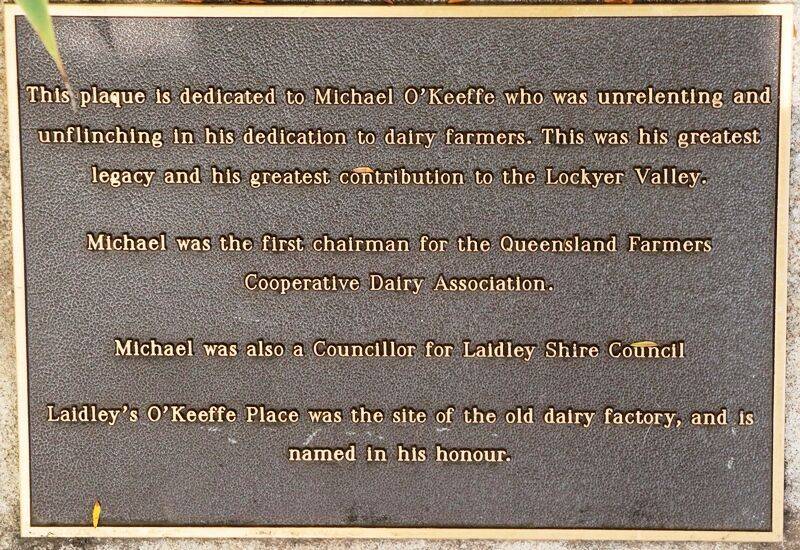 This plaque is dedicated to Michael O'Keeffe who was unrelenting and
unflinching in his dedication to dairy farmers. This was his greatest
legacy and his greatest contribution to the Lockyer Valley.
Michael was the first chairman for the Queensland Farmers
Cooperative Dairy Association.
Michael was also a Councillor for Laidley Shire Council
Laidley's O'Keeffe Place was the site of the old dairy factory, and is
named in his honour.